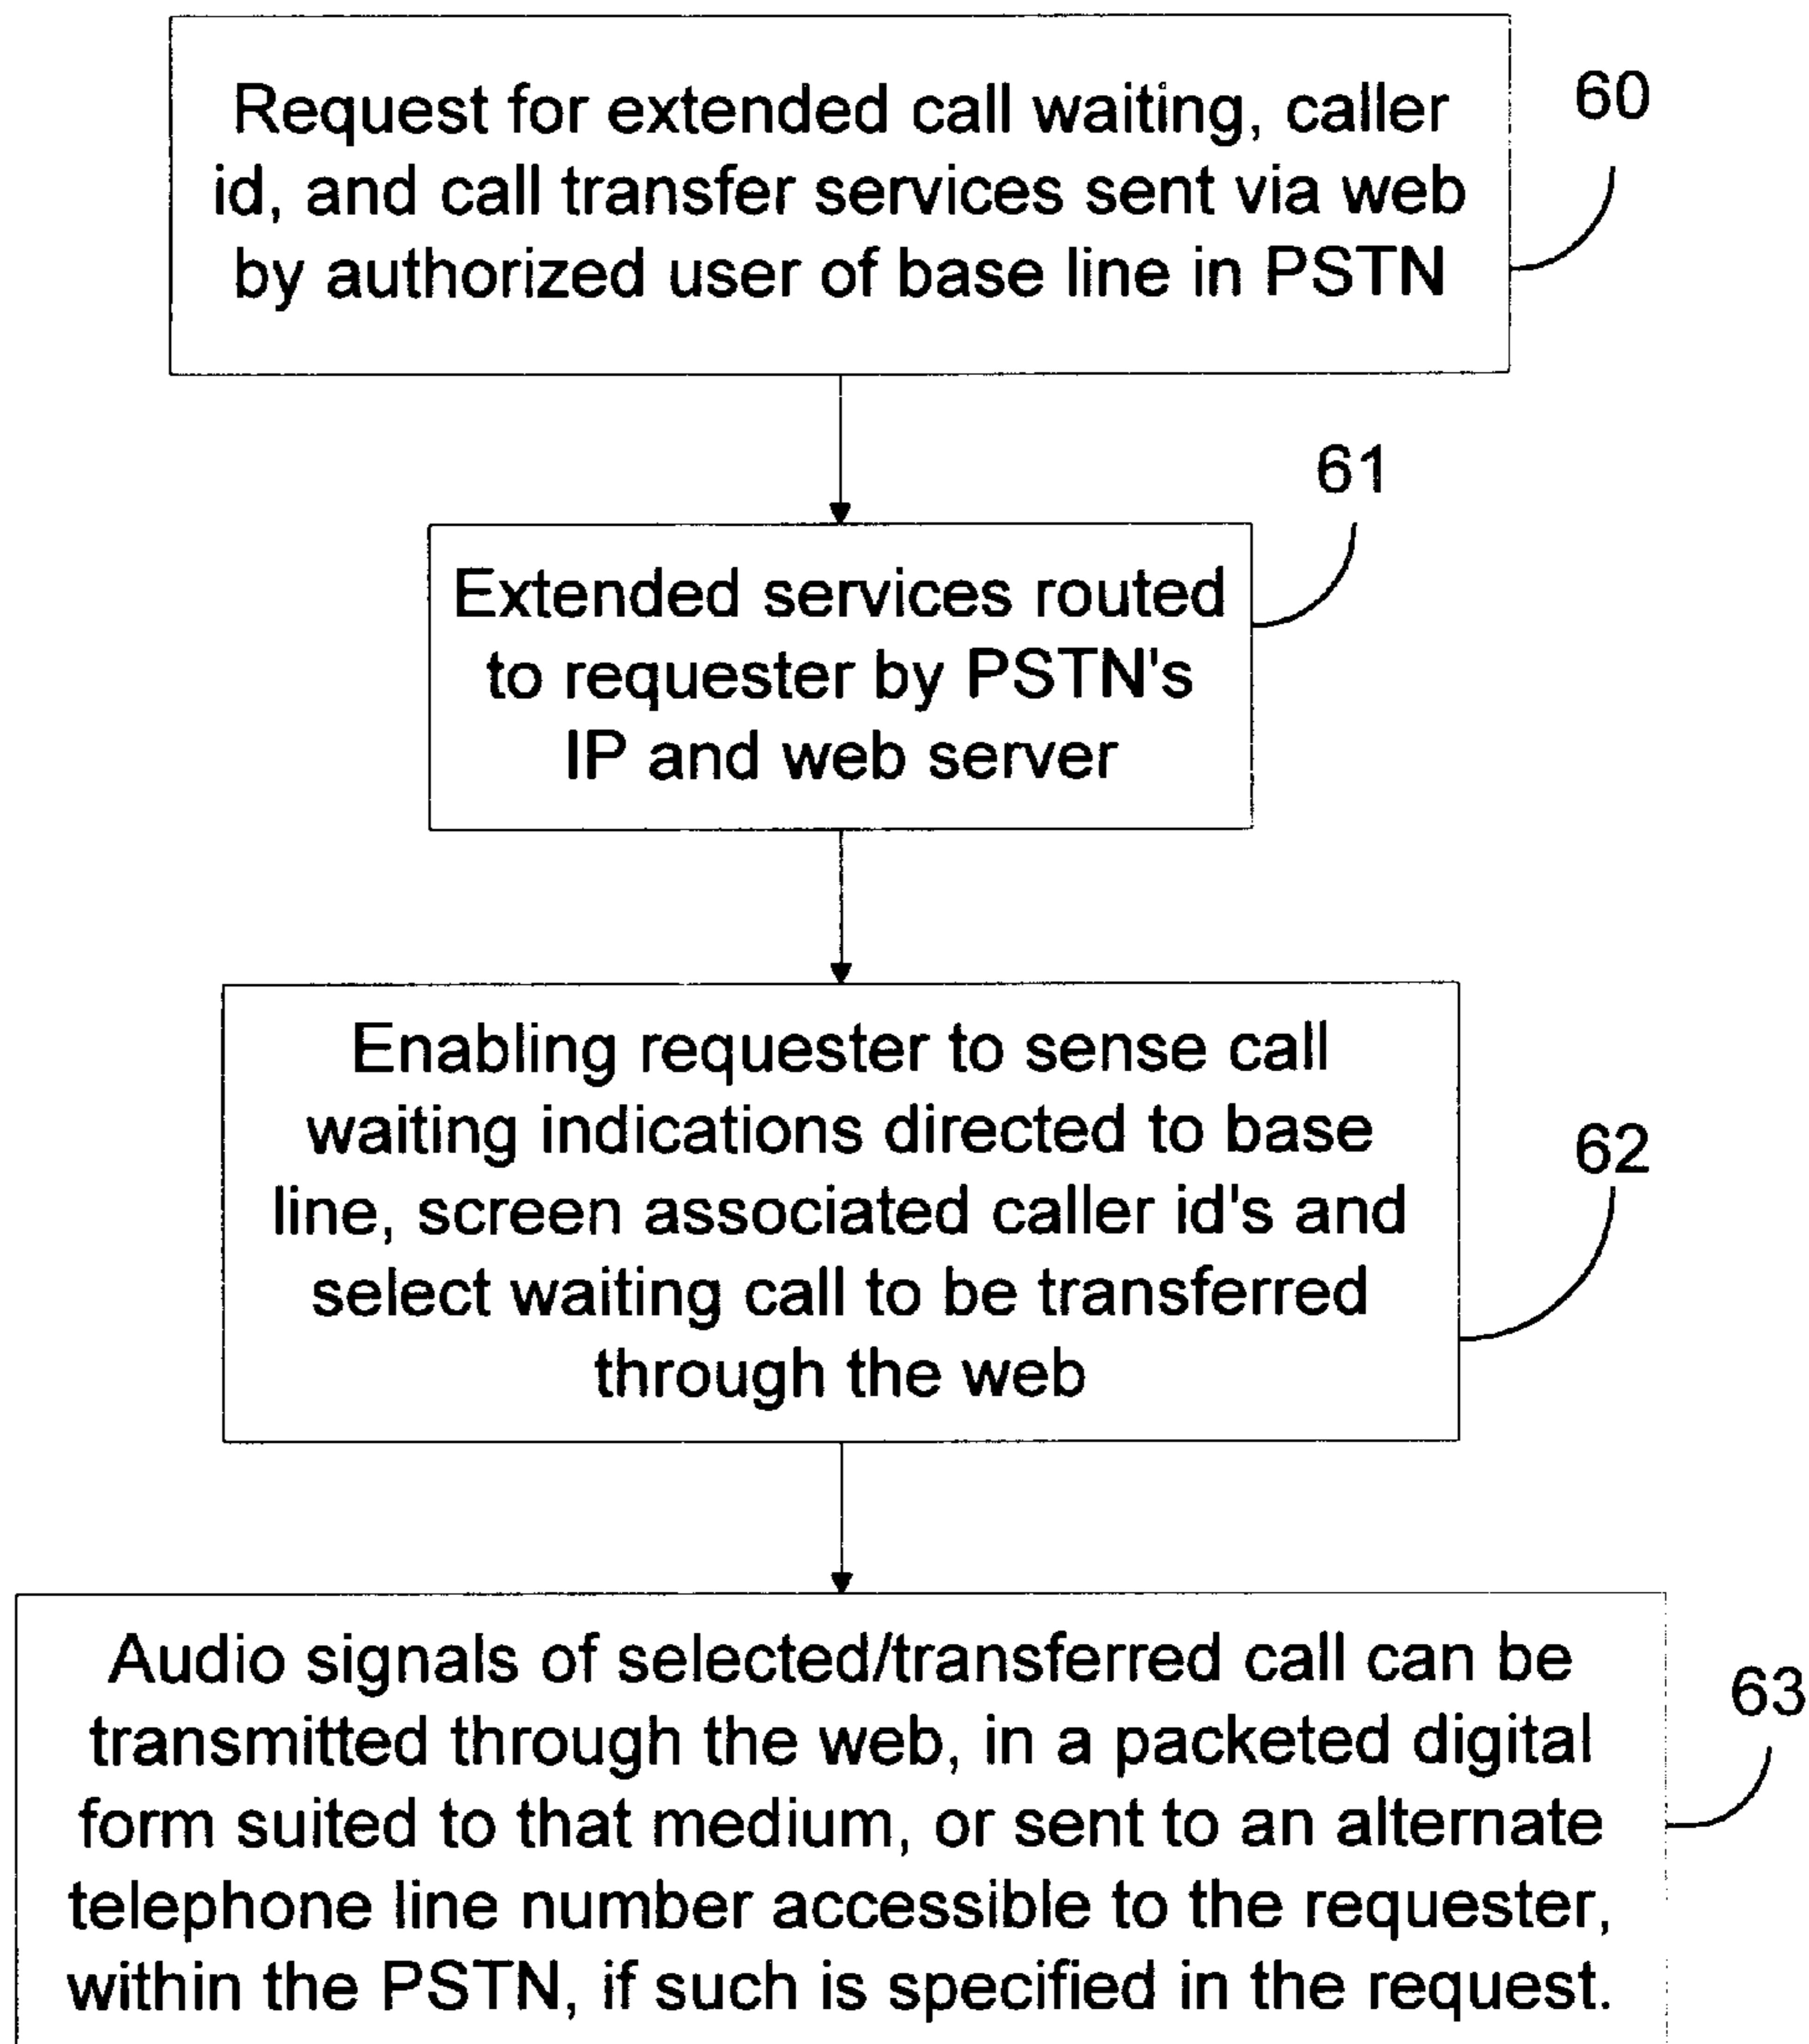 Request for extended call waiting, caller
id, and call transfer services sent via web
by authorized user of base line in PSTN
60
61
Extended services routed
to requester by PSTN's
IP and web server
Enabling requester to sense call
waiting indications directed to base
line, screen associated caller id's and
select waiting call to be transferred
through the web
62
Audio signals of selected/transferred call can be
transmitted through the web, in a packeted digital
form suited to that medium, or sent to an alternate
telephone line number accessible to the requester,
within the PSTN, if such is specified in the request.
63